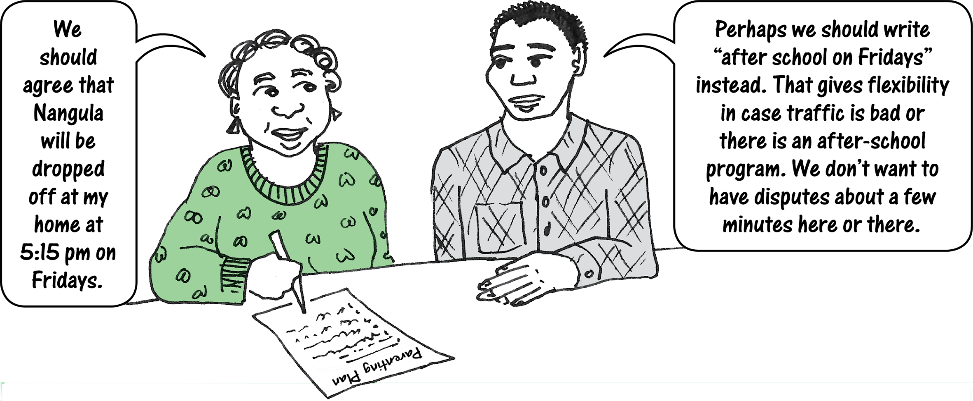 We
should
agree that
Nangula
will be
dropped
off at my
home at
5:15 pm on
Fridays.
Perhaps we should write
“after school on Fridays”
instead. That gives flexibility
in case traffic is bad or
there is an after-school
program. We don’t want to
have disputes about a few
minutes here or there.
Parenting Plan